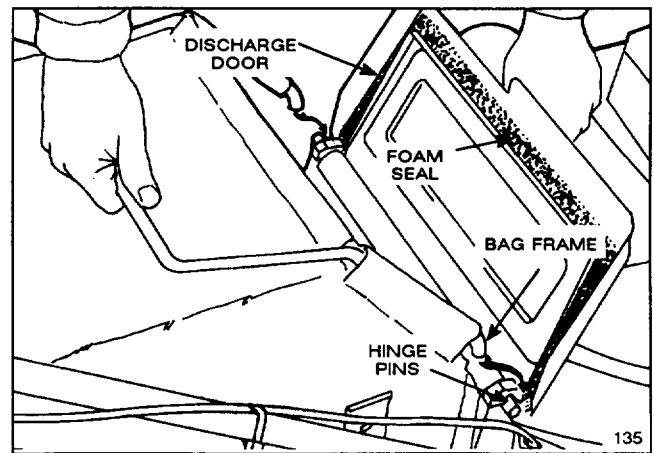 DISCHARGE
DOOR
FOAM
SEAL
BAG FRAME
HINGE
PINS
135